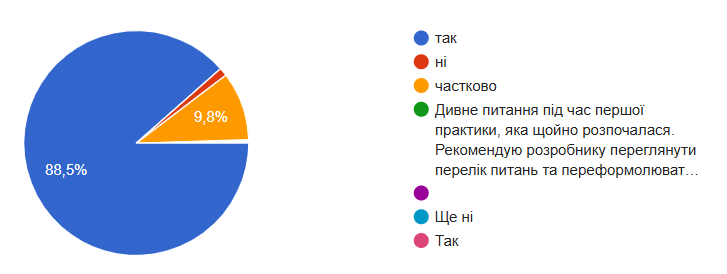 88,5%
9,8%
так
ні
частково
Дивне питання під час першої
практики, яка щойно розпочалася.
Рекомендую розробнику переглянути
перелік питань та переформолюват…
Ще ні
Так